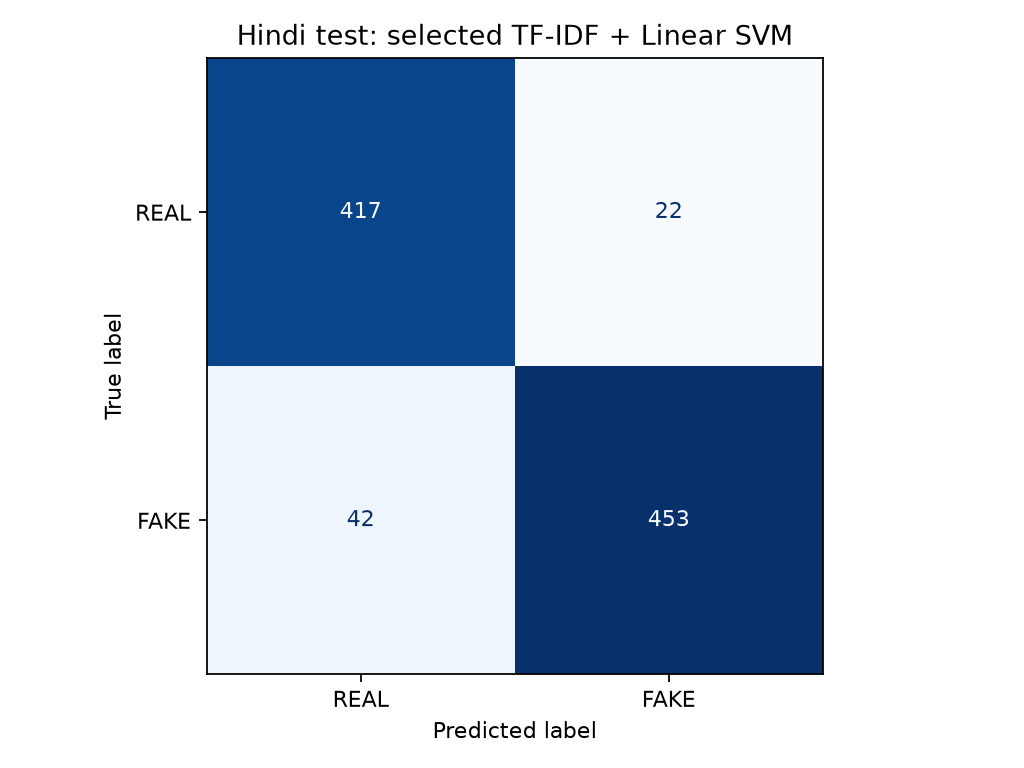 Hindi test: selected TF-IDF + Linear SVM
True label
REAL
417
22
FAKE
42
453
REAL
FAKE
Predicted label